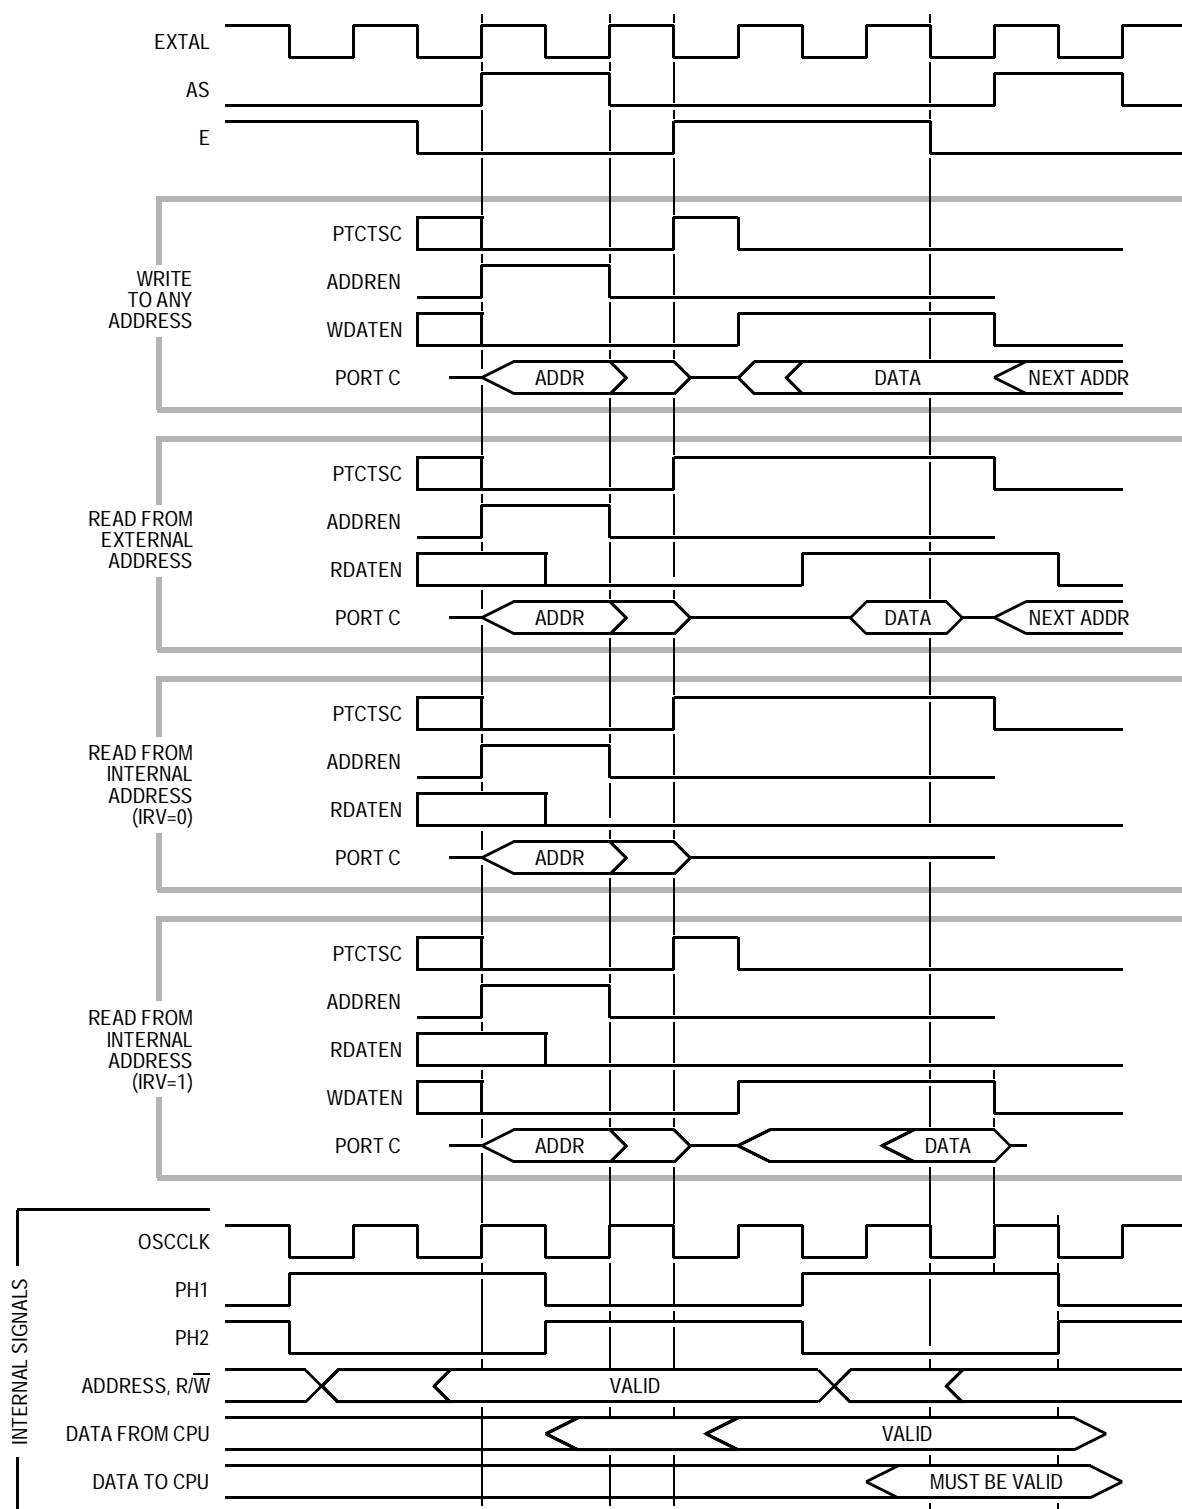 EXTAL
AS
E
WRITE
TO ANY
ADDRESS
PTCTSC
ADDREN
WDATEN
PORT C
ADDR
DATA
NEXT ADDR
READ FROM
EXTERNAL
ADDRESS
PTCTSC
ADDREN
RDATEN
PORT C
ADDR
DATA
NEXT ADDR
READ FROM
INTERNAL
ADDRESS
(IRV=0)
PTCTSC
ADDREN
RDATEN
PORT C
ADDR
READ FROM
INTERNAL
ADDRESS
(IRV=1)
PTCTSC
ADDREN
RDATEN
WDATEN
PORT C
ADDR
DATA
INTERNAL SIGNALS
OSCCLK
PH1
PH2
ADDRESS, R/W̅
VALID
DATA FROM CPU
VALID
DATA TO CPU
MUST BE VALID